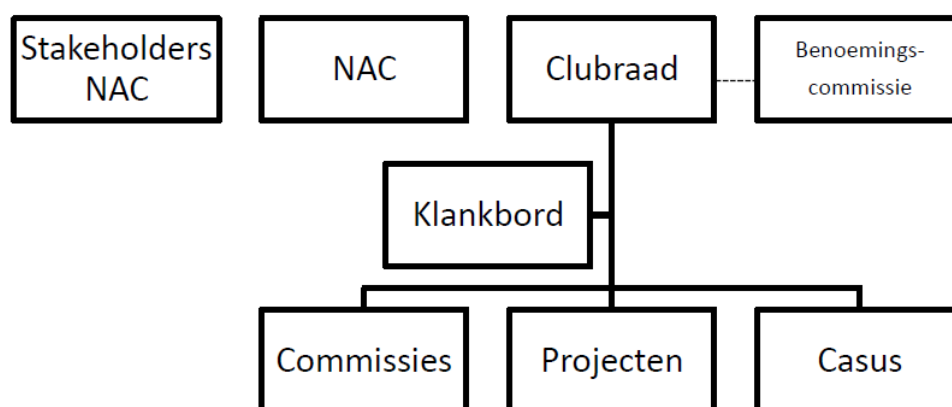 Stakeholders
NAC
NAC
Clubraad
Benoemings-
commissie
Klankbord
Commissies
Projecten
Casus